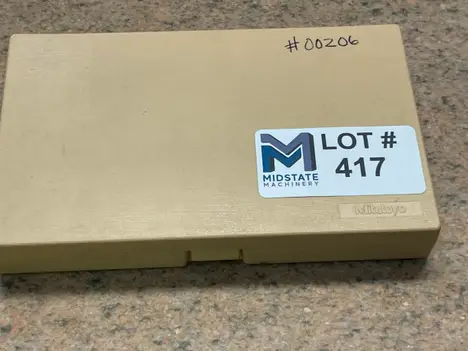 #00206
LOT #
417
MIDSTATE
MACHINERY
Mitutoyo